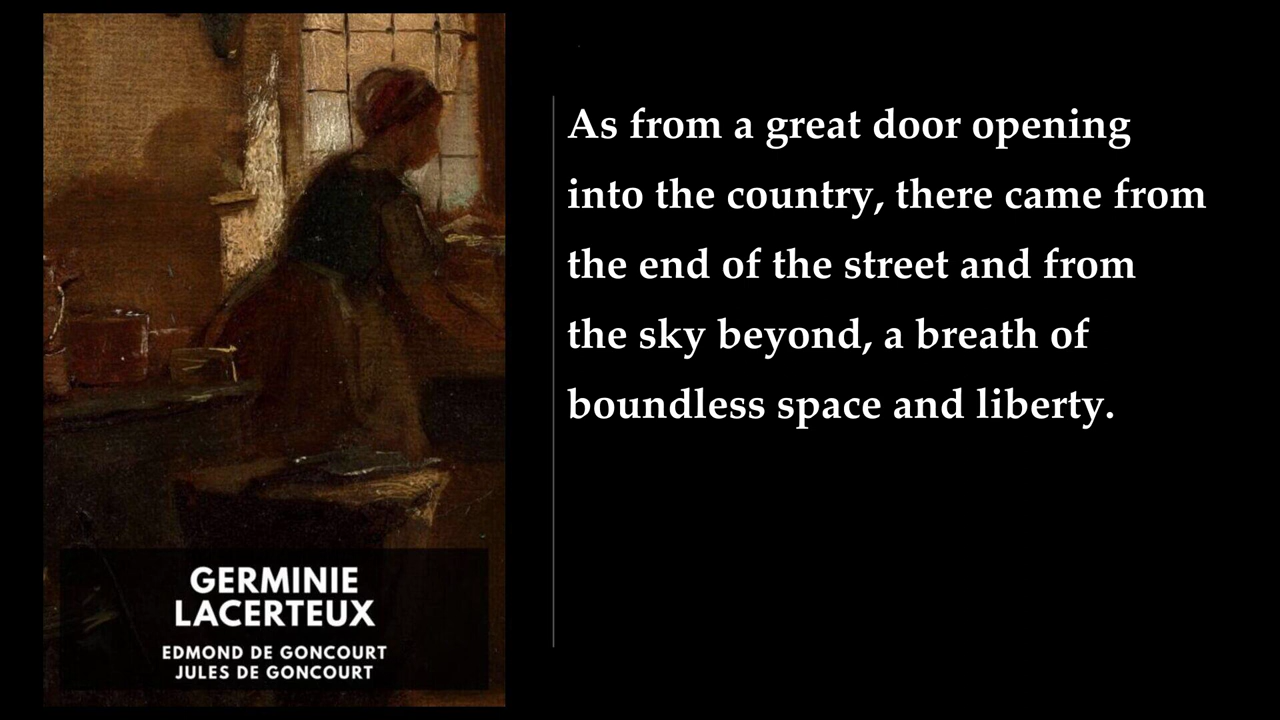 As from a great door opening
into the country, there came from
the end of the street and from
the sky beyond, a breath of
boundless space and liberty.
GERMINIE
LACERTEUX
EDMOND DE GONCOURT
JULES DE GONCOURT